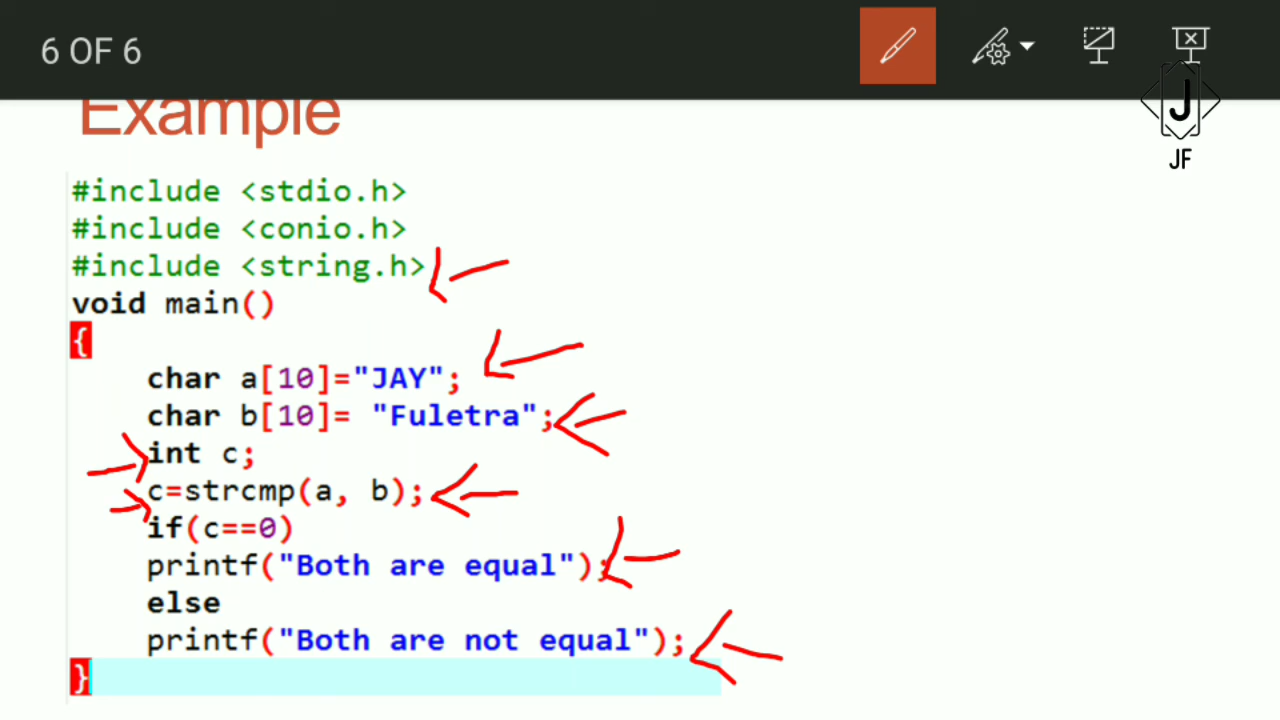 6 OF 6
J
JF
Example
#include <stdio.h>
#include <conio.h>
#include <string.h>
void main()
{
char a[10]="JAY";
char b[10]= "Fuletra";
int c;
c=strcmp(a, b);
if(c==0)
printf("Both are equal");
else
printf("Both are not equal");
}